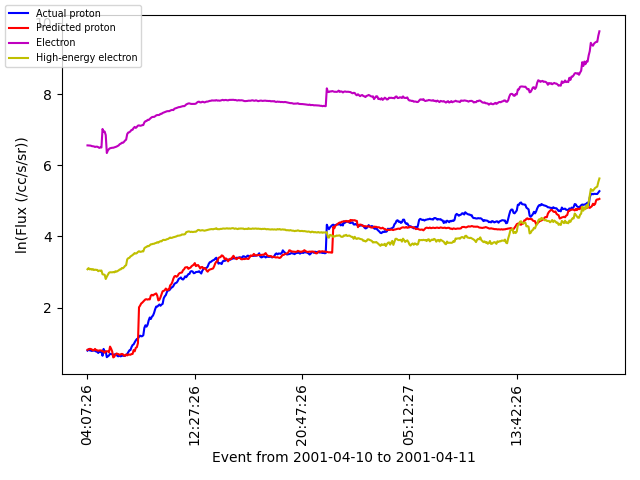 Actual proton
Predicted proton
Electron
High-energy electron
8
6
4
2
ln(Flux (/cc/s/sr))
04:07:26
12:27:26
20:47:26
05:12:27
13:42:26
Event from 2001-04-10 to 2001-04-11